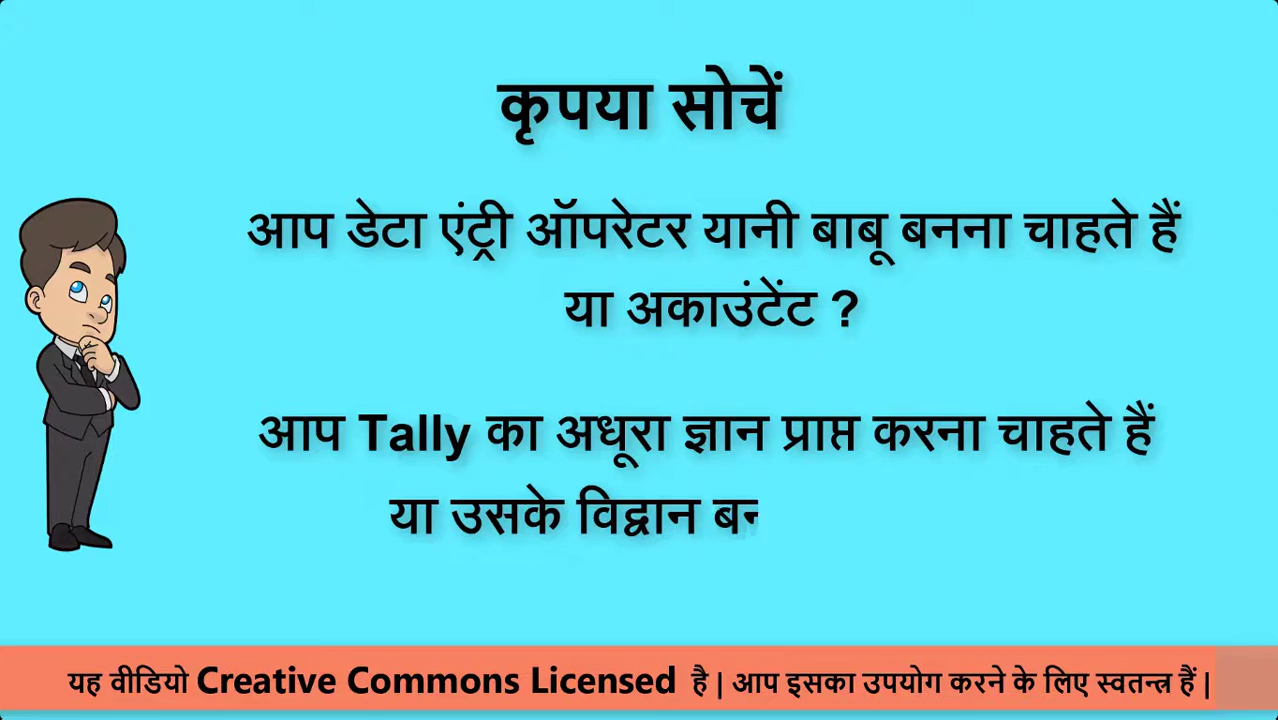 कृपया सोचें
आप डेटा एंट्री ऑपरेटर यानी बाबू बनना चाहते हैं
या अकाउंटेंट ?
आप Tally का अधूरा ज्ञान प्राप्त करना चाहते हैं
या उसके विद्वान
यह वीडियो Creative Commons Licensed है | आप इसका उपयोग करने के लिए स्वतन्त्र हैं |